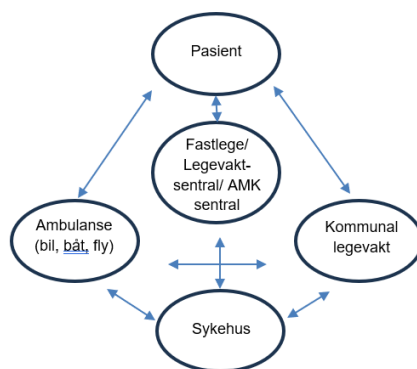 Pasient
Fastlege/
Legevakt-
sentral/ AMK
sentral
Ambulanse
(bil, båt, fly)
Kommunal
legevakt
Sykehus